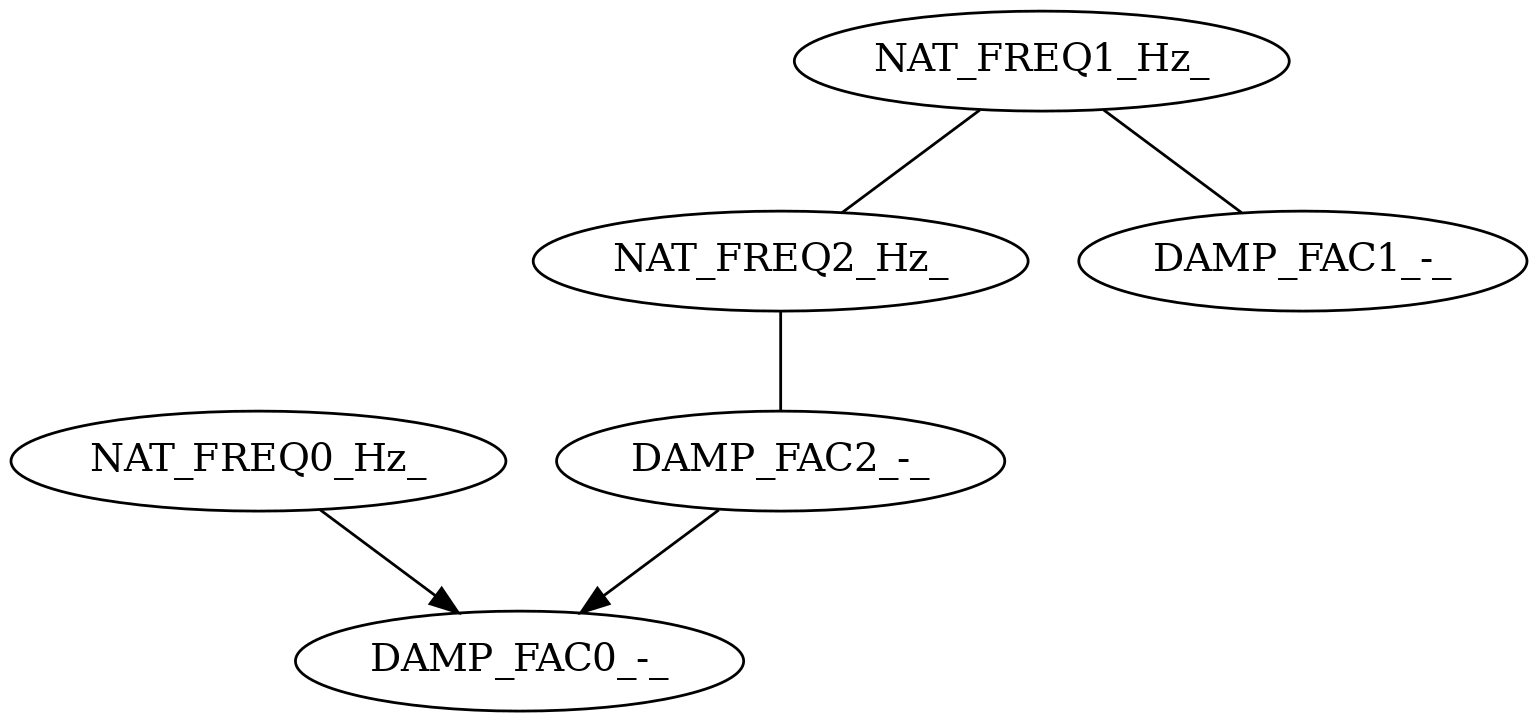 NAT_FREQ1_Hz_
NAT_FREQ2_Hz_
DAMP_FAC1_-_
NAT_FREQ0_Hz_
DAMP_FAC2_-_
DAMP_FAC0_-_